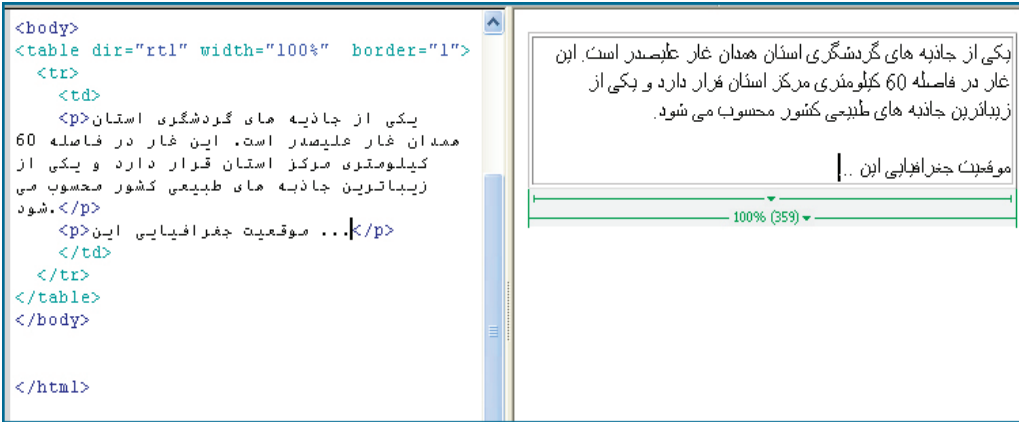 <body>
<table dir="rtl" width="100%" border="1">
<tr>
<td>
<p>یکی از جاذبه های گردشگری استان
همدان غار علیصدر است. این غار در فاصله 60
کیلومتری مرکز استان قرار دارد و یکی از
زیباترین جاذبه های طبیعی کشور محسوب می
شود.</p>
<p>موقعیت جغرافیایی این ...</p>
</td>
</tr>
</table>
</body>
</html>
یکی از جاذبه های گردشگری استان همدان غار علیصدر است. این
غار در فاصله 60 کیلومتری مرکز استان قرار دارد و یکی از
زیباترین جاذبه های طبیعی کشور محسوب می شود.
موقعیت جغرافیایی این ...
100% (359)